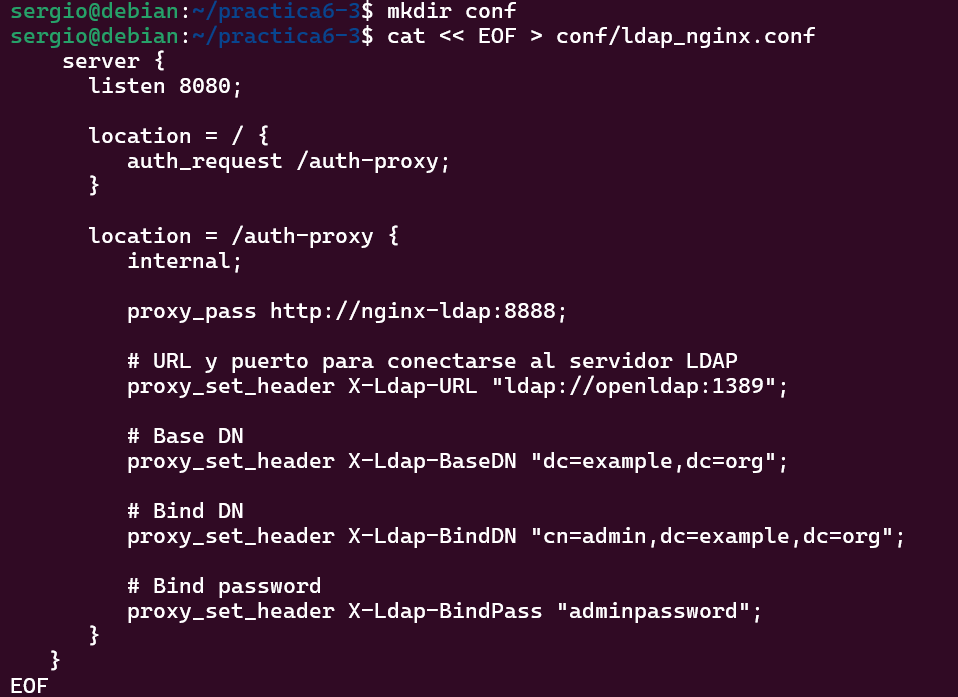 sergio@debian:~/practica6-3$ mkdir conf
sergio@debian:~/practica6-3$ cat << EOF > conf/ldap_nginx.conf
    server {
      listen 8080;

      location = / {
         auth_request /auth-proxy;
      }

      location = /auth-proxy {
         internal;

         proxy_pass http://nginx-ldap:8888;

         # URL y puerto para conectarse al servidor LDAP
         proxy_set_header X-Ldap-URL "ldap://openldap:1389";

         # Base DN
         proxy_set_header X-Ldap-BaseDN "dc=example,dc=org";

         # Bind DN
         proxy_set_header X-Ldap-BindDN "cn=admin,dc=example,dc=org";

         # Bind password
         proxy_set_header X-Ldap-BindPass "adminpassword";
      }
   }
EOF